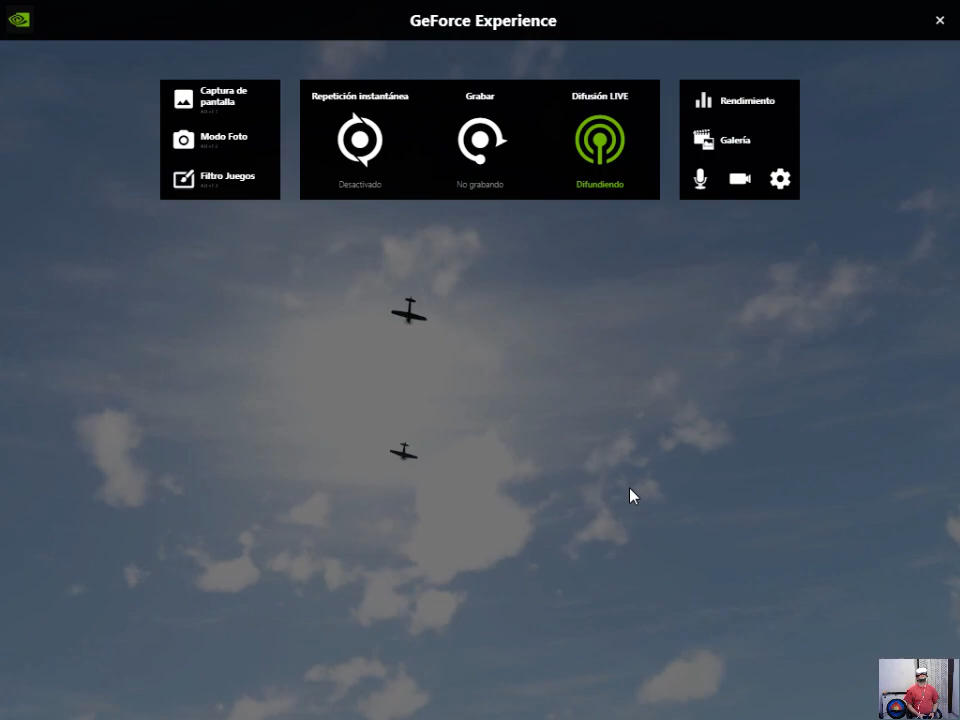 GeForce Experience
Captura de
pantalla
Modo Foto
Filtro Juegos
Repetición instantánea
Desactivado
Grabar
No grabando
Difusión LIVE
Difundiendo
Rendimiento
Galería